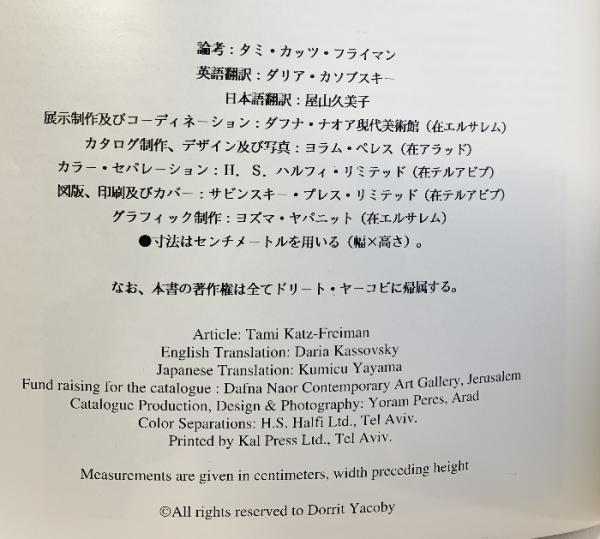 論考：タミ・カッツ・フライマン
英語翻訳：ダリア・カソブスキー
日本語翻訳：屋山久美子
展示制作及びコーディネーション：ダフナ・ナオア現代美術館（在エルサレム）
カタログ制作、デザイン及び写真：ヨラム・ペレス（在アラッド）
カラー・セパレーション：H．S．ハルフィ・リミテッド（在テルアビブ）
図版、印刷及びカバー：サビンスキー・プレス・リミテッド（在テルアビブ）
グラフィック制作：ヨズマ・ヤバニット（在エルサレム）
●寸法はセンチメートルを用いる（幅×高さ）。
なお、本書の著作権は全てドリート・ヤーコビに帰属する。
Article: Tami Katz-Freiman
English Translation: Daria Kassovsky
Japanese Translation: Kumicu Yayama
Fund raising for the catalogue : Dafna Naor Contemporary Art Gallery, Jerusalem
Catalogue Production, Design & Photography: Yoram Peres, Arad
Color Separations: H.S. Halfi Ltd., Tel Aviv.
Printed by Kal Press Ltd., Tel Aviv.
Measurements are given in centimeters, width preceding height
©All rights reserved to Dorrit Yacoby